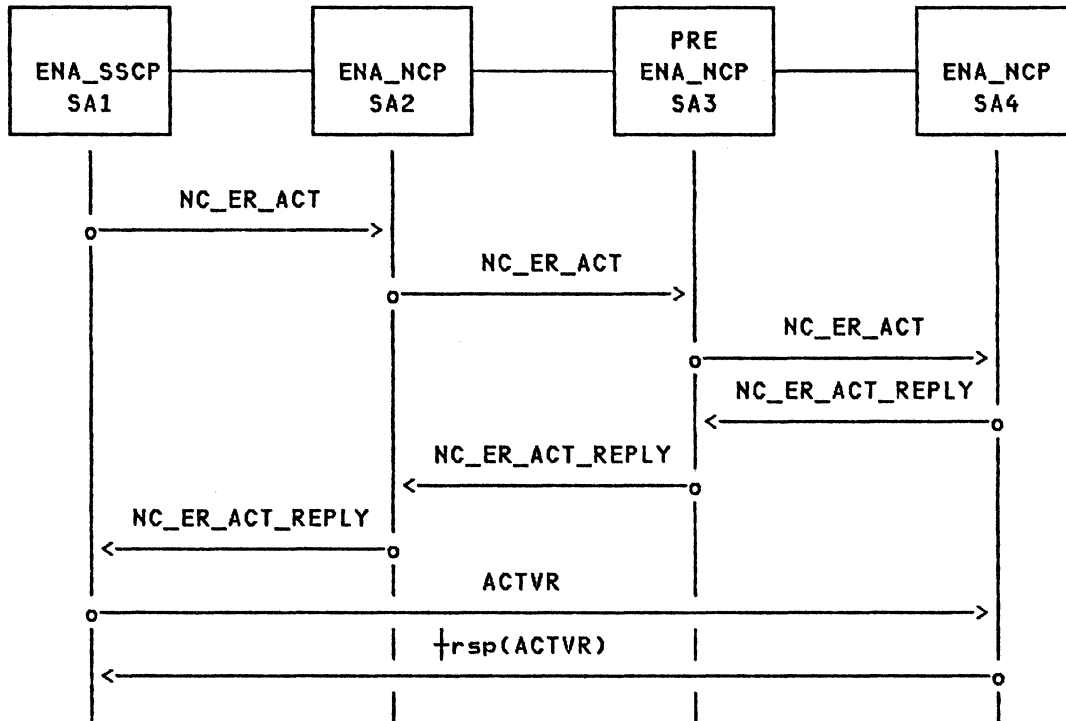 ENA_SSCP
SA1
ENA_NCP
SA2
PRE
ENA_NCP
SA3
ENA_NCP
SA4
NC_ER_ACT
NC_ER_ACT
NC_ER_ACT
NC_ER_ACT_REPLY
NC_ER_ACT_REPLY
NC_ER_ACT_REPLY
ACTVR
+rsp(ACTVR)